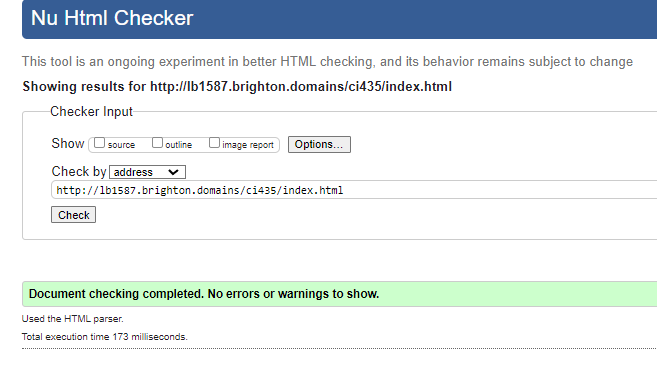 Nu Html Checker
This tool is an ongoing experiment in better HTML checking, and its behavior remains subject to change
Showing results for http://lb1587.brighton.domains/ci435/index.html
Checker Input
Show source outline image report Options...
Check by address
http://lb1587.brighton.domains/ci435/index.html
Check
Document checking completed. No errors or warnings to show.
Used the HTML parser.
Total execution time 173 milliseconds.